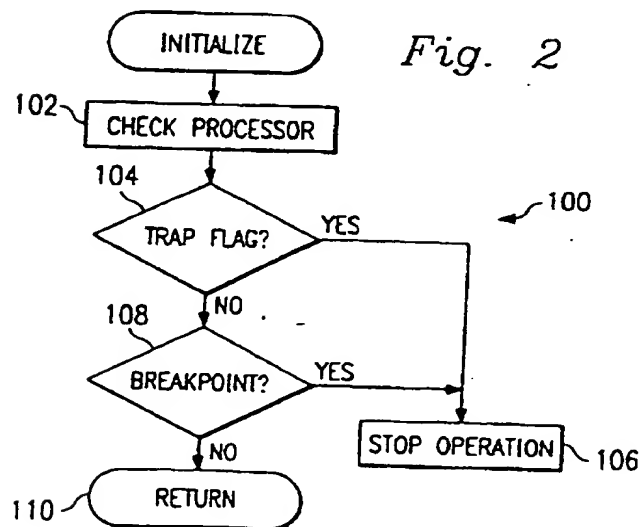 INITIALIZE
Fig. 2
102
CHECK PROCESSOR
104
TRAP FLAG?
YES
100
NO
108
BREAKPOINT?
YES
NO
STOP OPERATION
106
110
RETURN